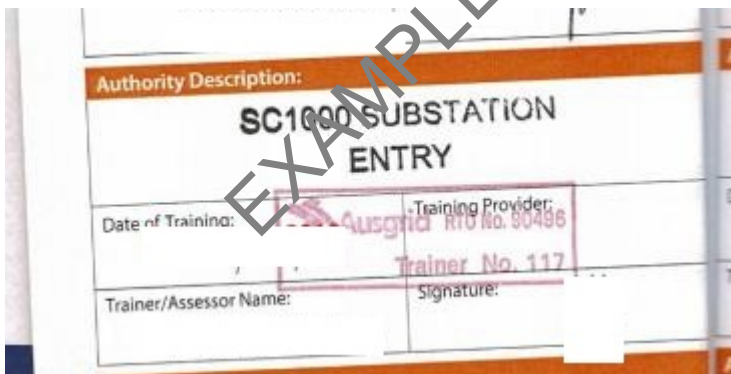 Authority Description:
SC1000 SUBSTATION
ENTRY
EXAMPLE
Date of Training:
Training Provider:
Ausgrid RTO No. 90496
Trainer No. 117
Trainer/Assessor Name:
Signature: